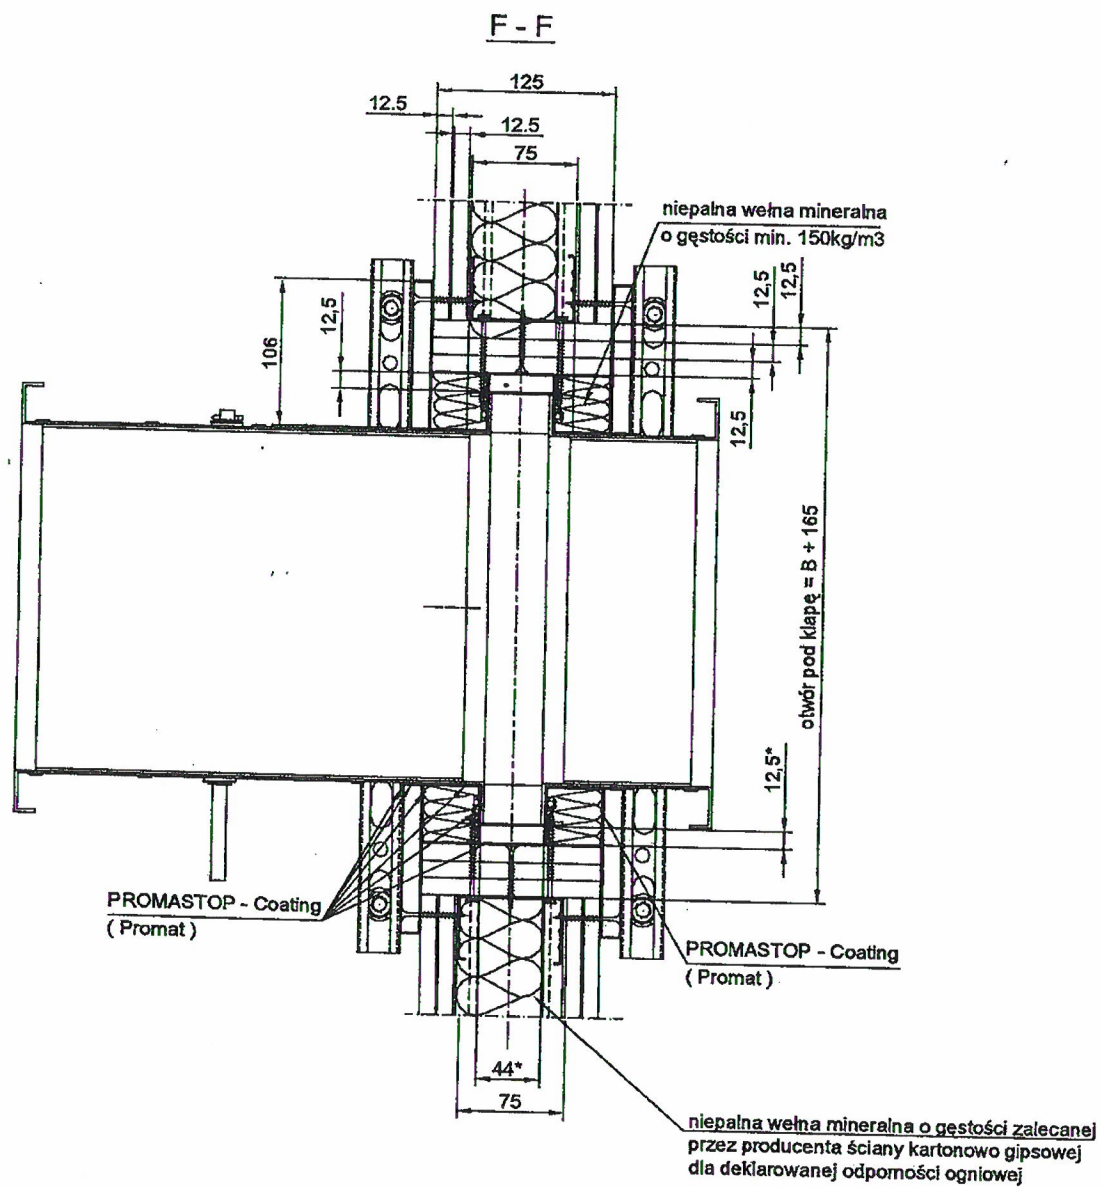 F - F
125
12.5
12.5
75
niepalna wełna mineralna
o gęstości min. 150kg/m3
12,5
12,5
12,5
106
12,5
otwór pod klapę = B + 165
12,5*
PROMASTOP - Coating
( Promat )
PROMASTOP - Coating
( Promat )
44*
75
niepalna wełna mineralna o gęstości zalecanej
przez producenta ściany kartonowo gipsowej
dla deklarowanej odporności ogniowej